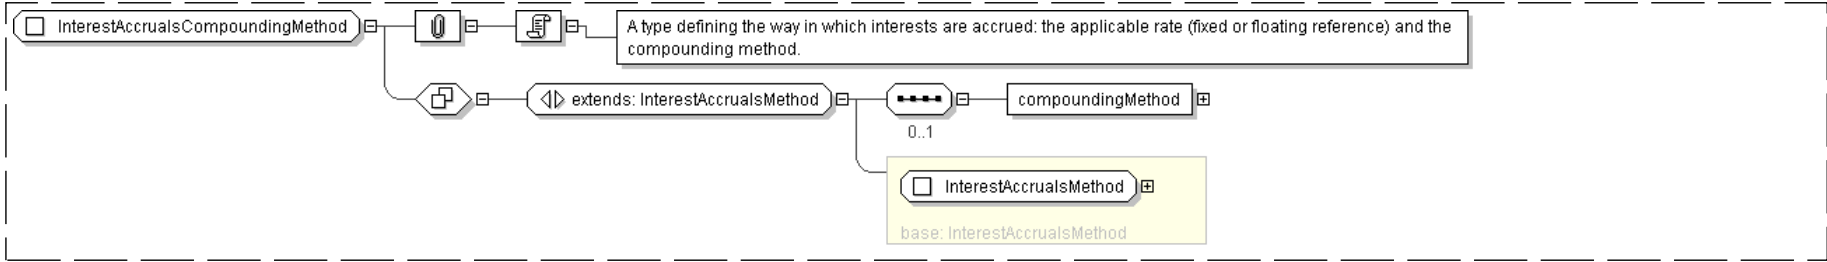 InterestAccrualsCompoundingMethod
A type defining the way in which interests are accrued: the applicable rate (fixed or floating reference) and the
compounding method.
extends: InterestAccrualsMethod
compoundingMethod
0..1
InterestAccrualsMethod
base: InterestAccrualsMethod